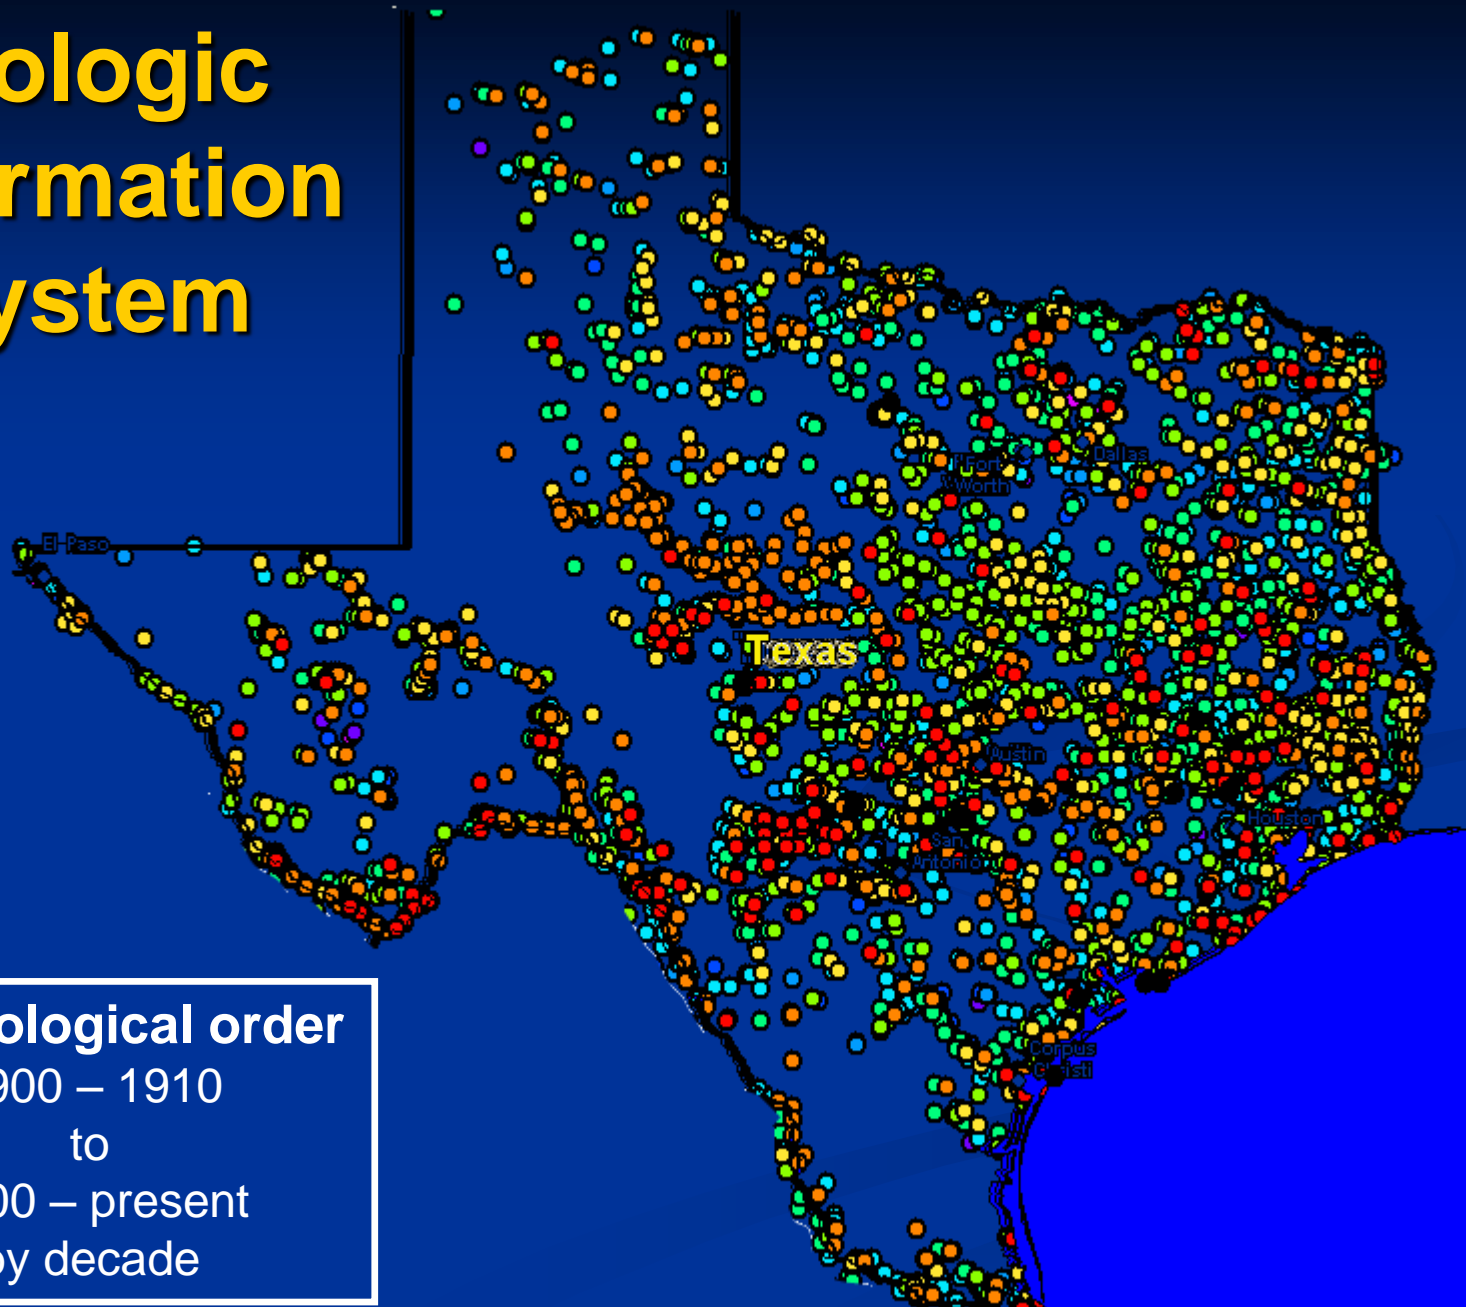 ologic
rmation
ystem
El Paso
Fort
Worth
Dallas
Texas
Austin
San
Antonio
Houston
Corpus
Christi
ological order
900 – 1910
to
00 – present
by decade